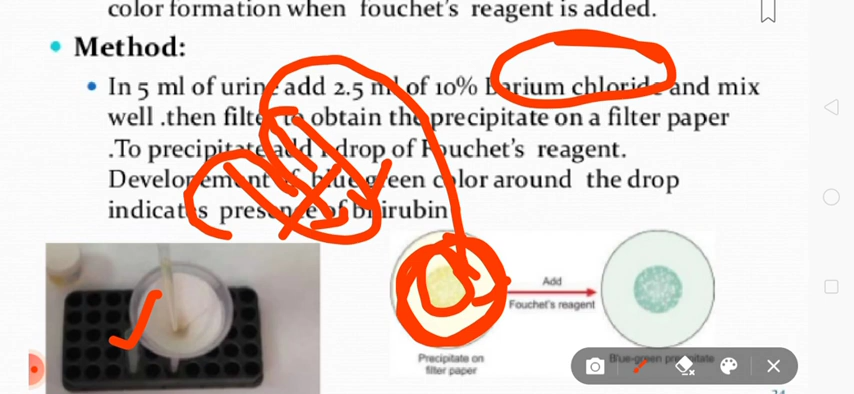 color formation when fouchet's reagent is added.
Method:
In 5 ml of urine add 2.5 ml of 10% Barium chloride and mix
well .then filter to obtain the precipitate on a filter paper
.To precipitate add 1 drop of Fouchet's reagent.
Development of blue green color around the drop
indicates presence of bilirubin
Add
Fouchet's reagent
Precipitate on
filter paper
Blue-green precipitate